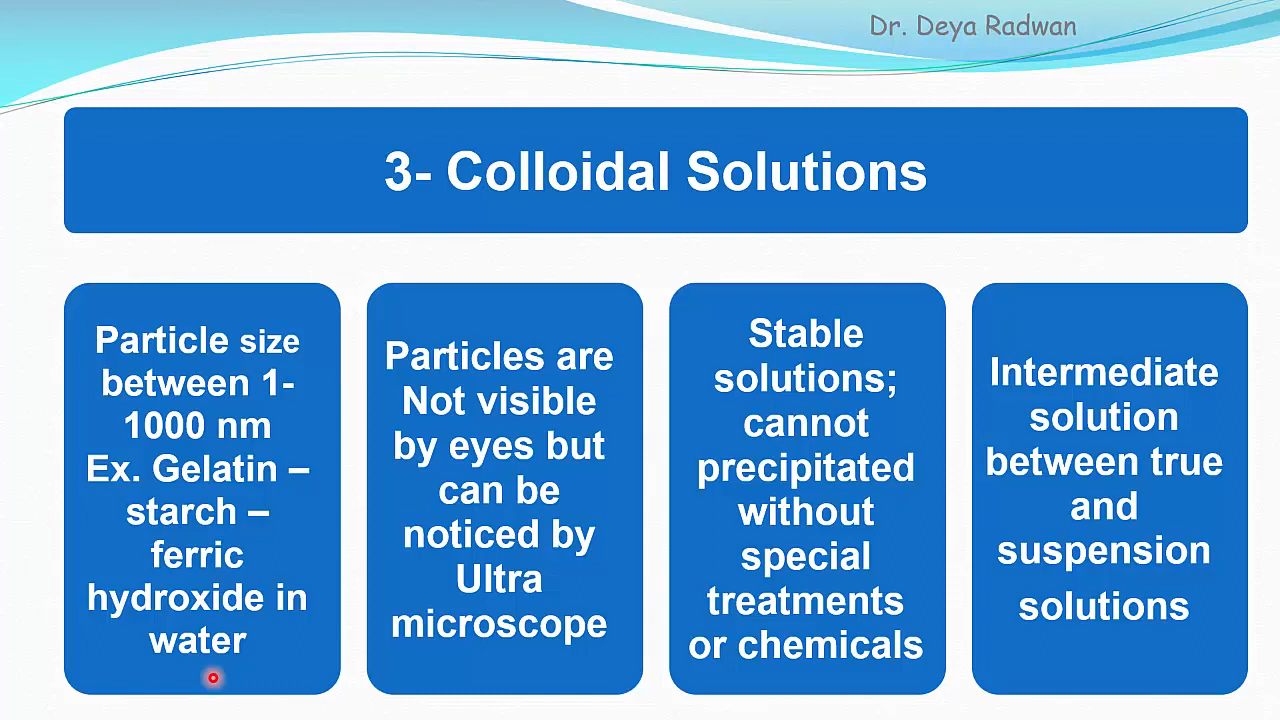 Dr. Deya Radwan
3- Colloidal Solutions
Particle size
between 1-
1000 nm
Ex. Gelatin –
starch –
ferric
hydroxide in
water
Particles are
Not visible
by eyes but
can be
noticed by
Ultra
microscope
Stable
solutions;
cannot
precipitated
without
special
treatments
or chemicals
Intermediate
solution
between true
and
suspension
solutions